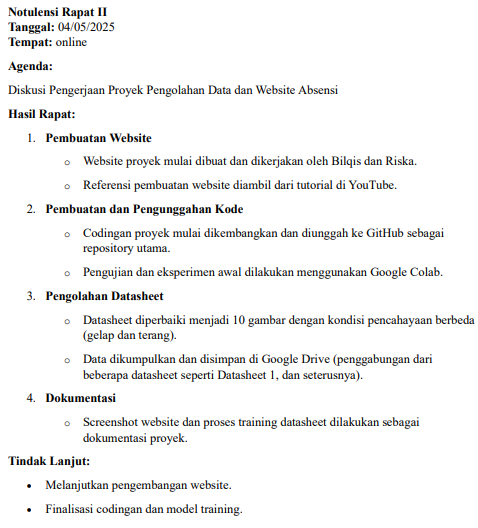 Notulensi Rapat II
Tanggal: 04/05/2025
Tempat: online
Agenda:
Diskusi Pengerjaan Proyek Pengolahan Data dan Website Absensi
Hasil Rapat:
1. Pembuatan Website
o Website proyek mulai dibuat dan dikerjakan oleh Bilqis dan Riska.
o Referensi pembuatan website diambil dari tutorial di YouTube.
2. Pembuatan dan Pengunggahan Kode
o Codingan proyek mulai dikembangkan dan diunggah ke GitHub sebagai
repository utama.
o Pengujian dan eksperimen awal dilakukan menggunakan Google Colab.
3. Pengolahan Datasheet
o Datasheet diperbaiki menjadi 10 gambar dengan kondisi pencahayaan berbeda
(gelap dan terang).
o Data dikumpulkan dan disimpan di Google Drive (penggabungan dari
beberapa datasheet seperti Datasheet 1, dan seterusnya).
4. Dokumentasi
o Screenshot website dan proses training datasheet dilakukan sebagai
dokumentasi proyek.
Tindak Lanjut:
• Melanjutkan pengembangan website.
• Finalisasi codingan dan model training.